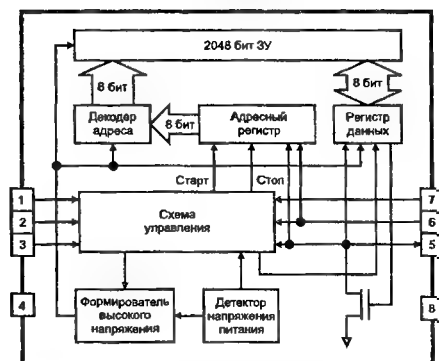 2048 бит ЗУ
8 бит
8 бит
Декодер
адреса
8 бит
Адресный
регистр
Регистр
данных
Старт
Стоп
1
2
3
4
Схема
управления
7
6
5
8
Формирователь
высокого
напряжения
Детектор
напряжения
питания